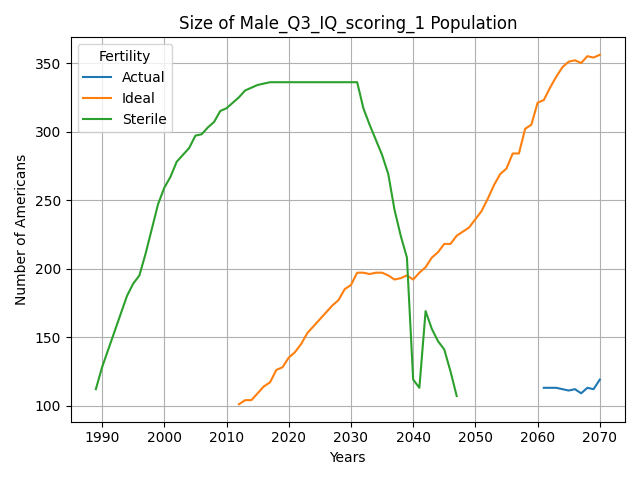 Size of Male_Q3_IQ_scoring_1 Population
Fertility
Actual
Ideal
Sterile
Number of Americans
350
300
250
200
150
100
1990
2000
2010
2020
2030
2040
2050
2060
2070
Years